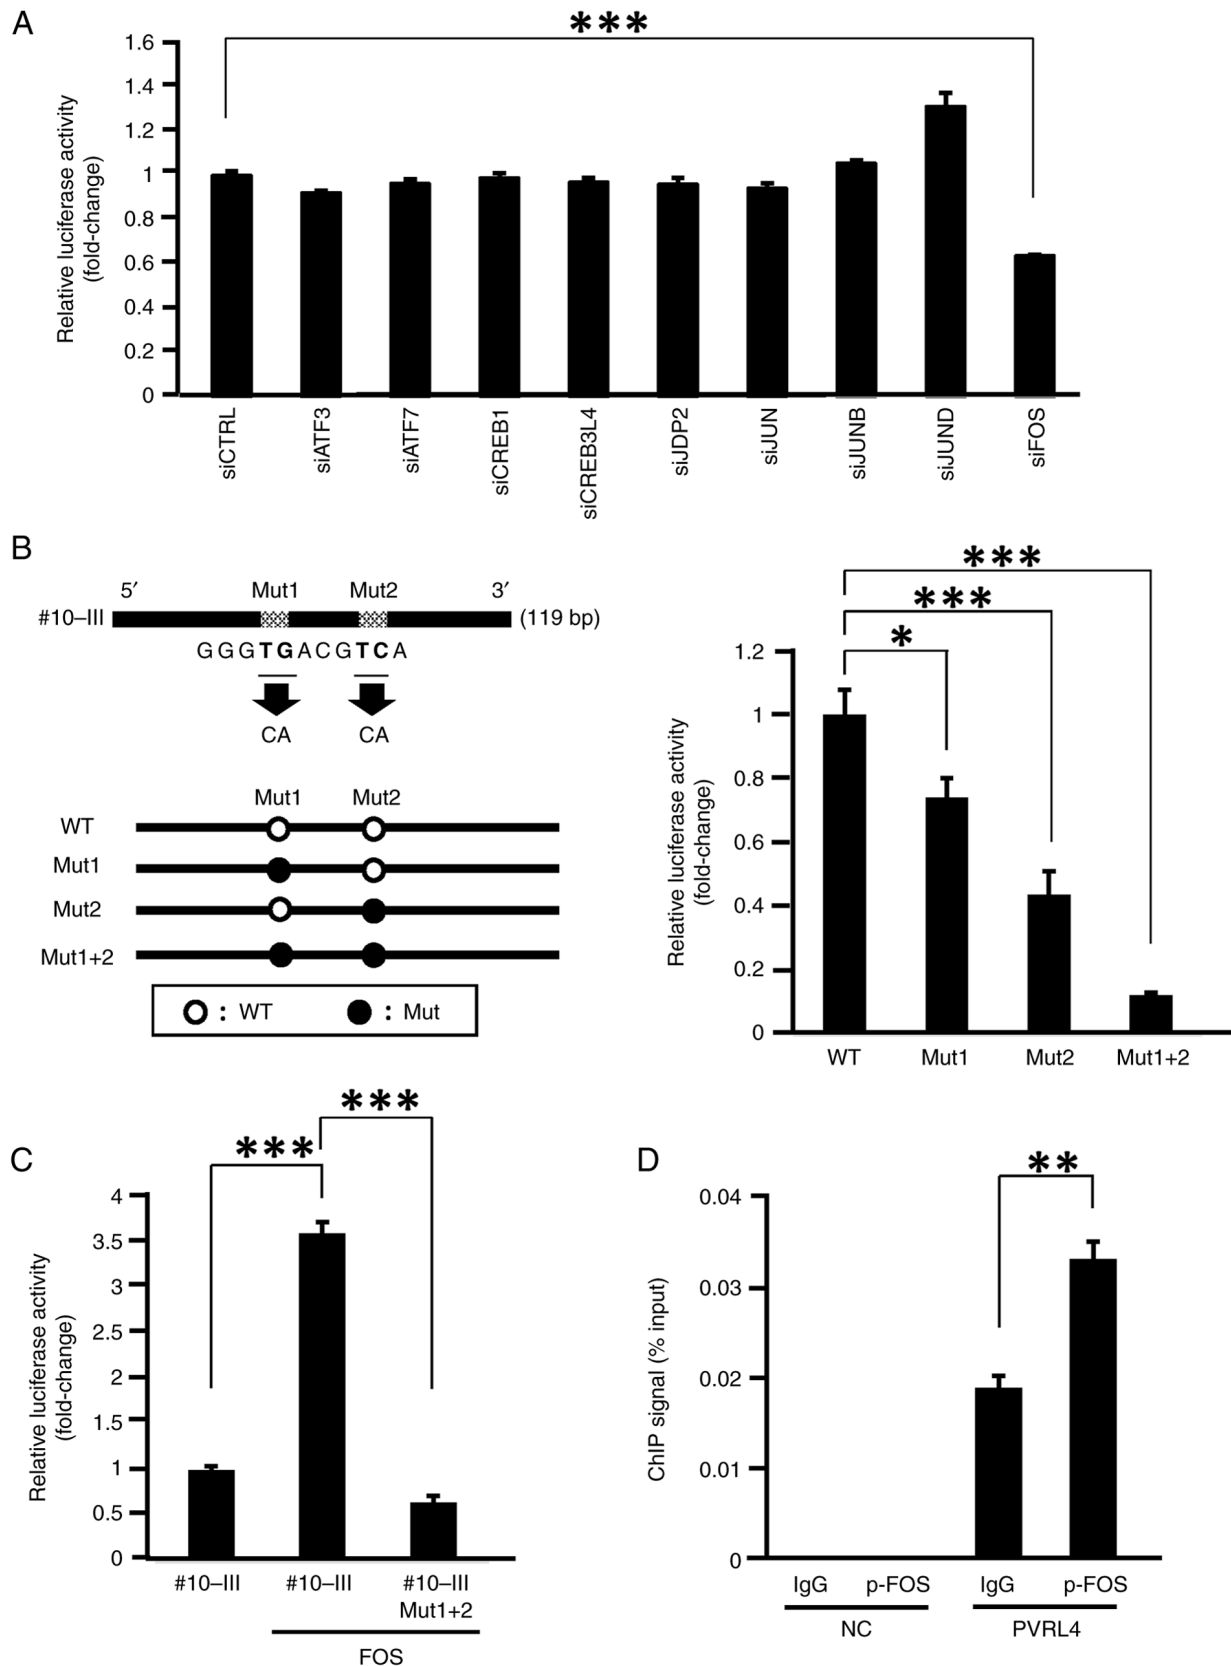 A
***
Relative luciferase activity
(fold-change)
1.6
1.4
1.2
1
0.8
0.6
0.4
0.2
0
siCTRL
siATF3
siATF7
siCREB1
siCREB3L4
siJDP2
siJUN
siJUNB
siJUND
siFOS
B
5′ Mut1 Mut2 3′
#10–III (119 bp)
GGGTGACGTCA
CA CA
Mut1 Mut2
WT
Mut1
Mut2
Mut1+2
: WT : Mut
***
***
*
Relative luciferase activity
(fold-change)
1.2
1
0.8
0.6
0.4
0.2
0
WT Mut1 Mut2 Mut1+2
C
***
***
Relative luciferase activity
(fold-change)
4
3.5
3
2.5
2
1.5
1
0.5
0
#10–III #10–III #10–III
Mut1+2
FOS
D
**
ChIP signal (% input)
0.04
0.03
0.02
0.01
0
IgG p-FOS IgG p-FOS
NC PVRL4